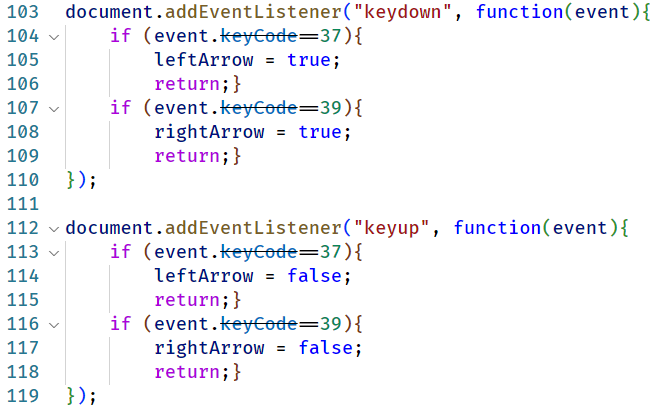 103 document.addEventListener("keydown", function(event){
104 if (event.keyCode==37){
105 leftArrow = true;
106 return;}
107 if (event.keyCode==39){
108 rightArrow = true;
109 return;}
110 });
111
112 document.addEventListener("keyup", function(event){
113 if (event.keyCode==37){
114 leftArrow = false;
115 return;}
116 if (event.keyCode==39){
117 rightArrow = false;
118 return;}
119 });